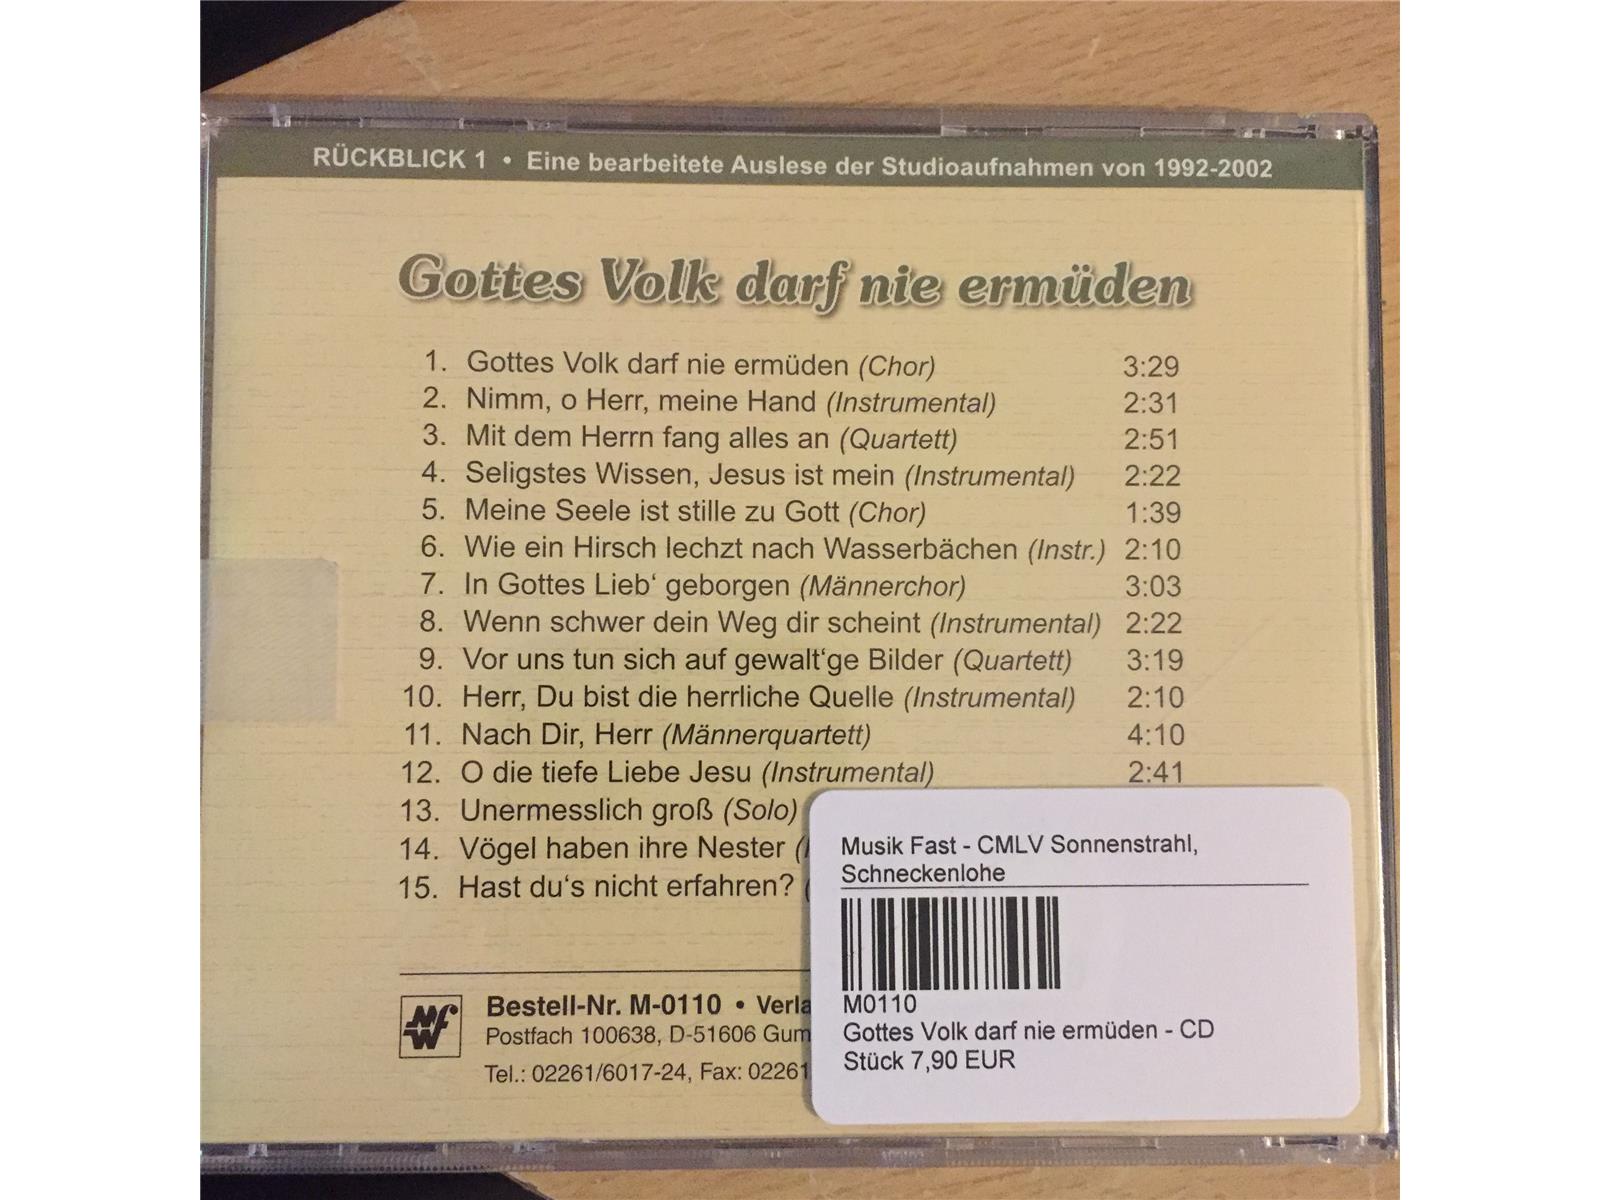 RÜCKBLICK 1 • Eine bearbeitete Auslese der Studioaufnahmen von 1992-2002
Gottes Volk darf nie ermüden
1. Gottes Volk darf nie ermüden (Chor) 3:29
2. Nimm, o Herr, meine Hand (Instrumental) 2:31
3. Mit dem Herrn fang alles an (Quartett) 2:51
4. Seligstes Wissen, Jesus ist mein (Instrumental) 2:22
5. Meine Seele ist stille zu Gott (Chor) 1:39
6. Wie ein Hirsch lechzt nach Wasserbächen (Instr.) 2:10
7. In Gottes Lieb‘ geborgen (Männerchor) 3:03
8. Wenn schwer dein Weg dir scheint (Instrumental) 2:22
9. Vor uns tun sich auf gewalt‘ge Bilder (Quartett) 3:19
10. Herr, Du bist die herrliche Quelle (Instrumental) 2:10
11. Nach Dir, Herr (Männerquartett) 4:10
12. O die tiefe Liebe Jesu (Instrumental) 2:41
13. Unermesslich groß (Solo)
14. Vögel haben ihre Nester (
15. Hast du‘s nicht erfahren? (
Bestell-Nr. M-0110 • Verla
Postfach 100638, D-51606 Gum
Tel.: 02261/6017-24, Fax: 02261
Musik Fast - CMLV Sonnenstrahl,
Schneckenlohe
M0110
Gottes Volk darf nie ermüden - CD
Stück 7,90 EUR